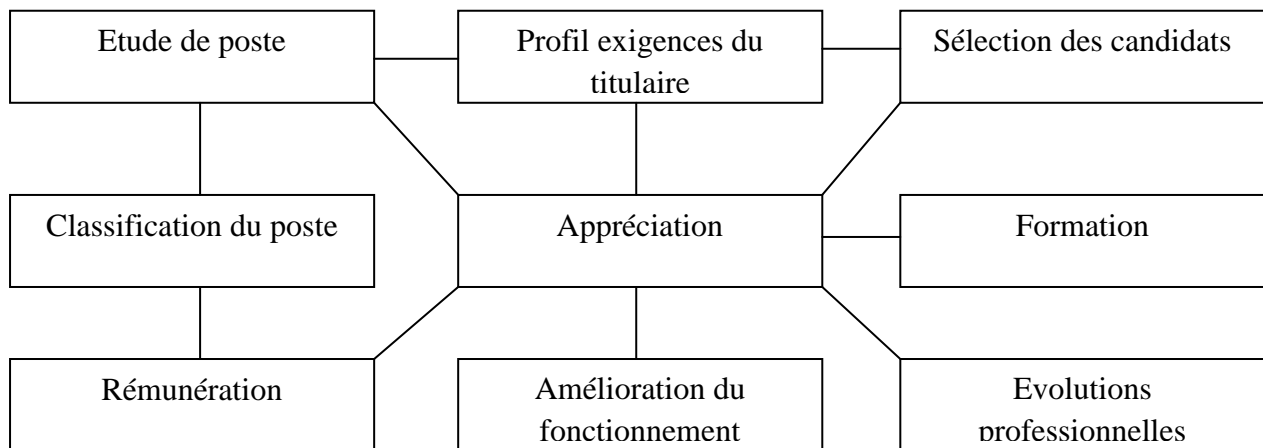 Etude de poste
Profil exigences du
titulaire
Sélection des candidats
Classification du poste
Appréciation
Formation
Rémunération
Amélioration du
fonctionnement
Evolutions
professionnelles